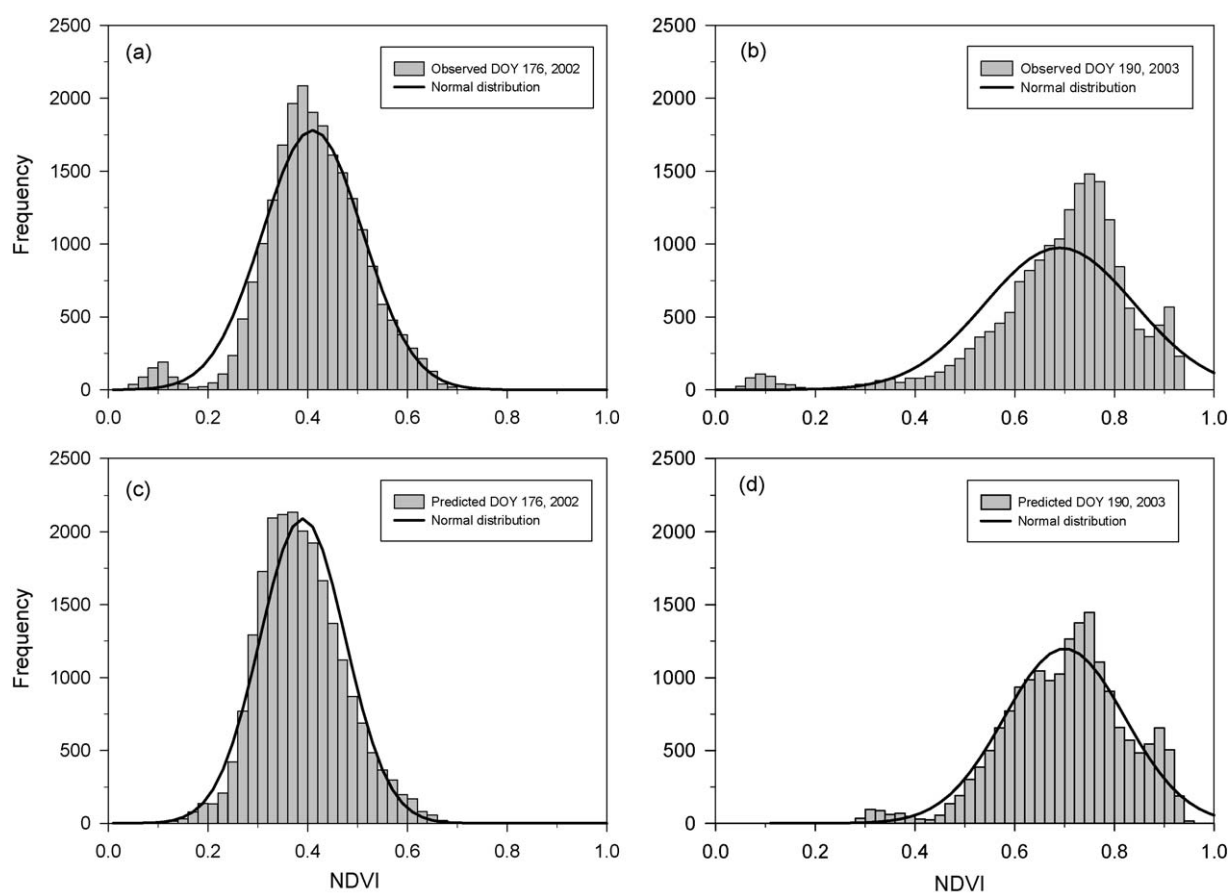 (a)
Observed DOY 176, 2002
Normal distribution
Frequency
2500
2000
1500
1000
500
0
0.0 0.2 0.4 0.6 0.8 1.0
(b)
Observed DOY 190, 2003
Normal distribution
2500
2000
1500
1000
500
0
0.0 0.2 0.4 0.6 0.8 1.0
(c)
Predicted DOY 176, 2002
Normal distribution
Frequency
2500
2000
1500
1000
500
0
0.0 0.2 0.4 0.6 0.8 1.0
NDVI
(d)
Predicted DOY 190, 2003
Normal distribution
2500
2000
1500
1000
500
0
0.0 0.2 0.4 0.6 0.8 1.0
NDVI